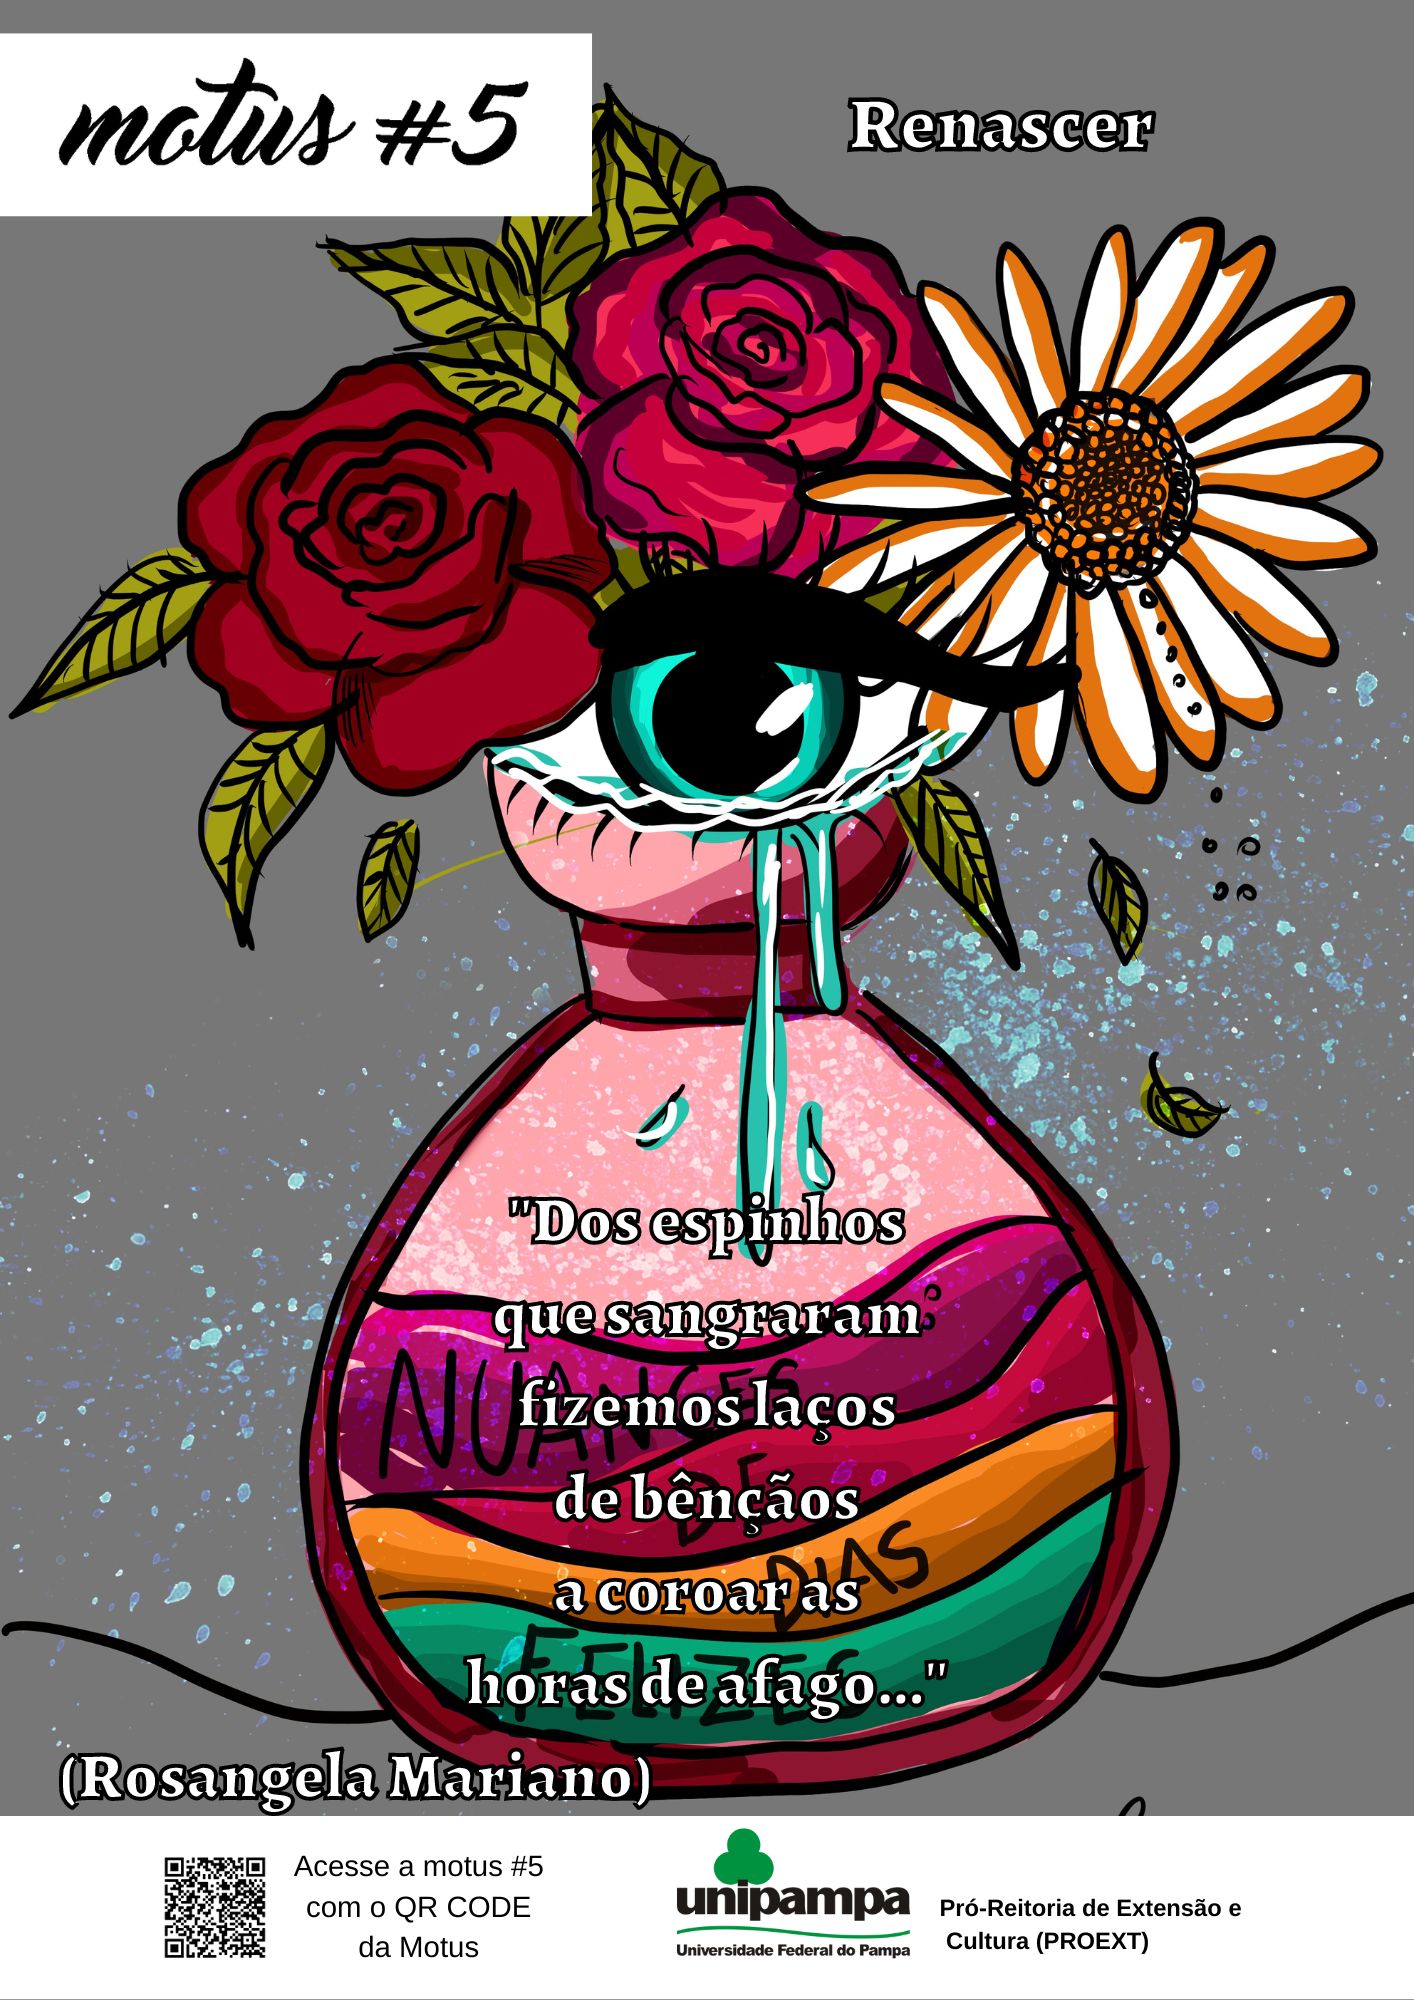 motus #5
Renascer
"Dos espinhos
que sangraram
NUANCES
fizemos laços
DE
de bênçãos
DIAS
a coroar as
FELIZES
horas de afago..."
(Rosangela Mariano)
Acesse a motus #5
com o QR CODE
da Motus
unipampa
Universidade Federal do Pampa
Pró-Reitoria de Extensão e
Cultura (PROEXT)